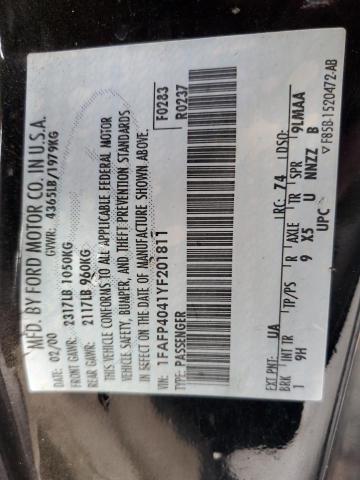 MFD. BY FORD MOTOR CO. IN U.S.A.
DATE: 02/00 GVWR: 4365LB/1979KG
FRONT GAWR: 2317LB 1050KG
REAR GAWR: 2117LB 960KG
THIS VEHICLE CONFORMS TO ALL APPLICABLE FEDERAL MOTOR
VEHICLE SAFETY, BUMPER, AND THEFT PREVENTION STANDARDS
IN EFFECT ON THE DATE OF MANUFACTURE SHOWN ABOVE.
VIN: 1FAFP4041YF201811
TYPE: PASSENGER
F0283
R0237
EXT PNT: UA RC: 74 DSO:
BRK INT TR TP/PS R AXLE TR SPR
1 9H 9 X5 U 9LMAA
NNZZ B
UPC
F85B-1520472-AB